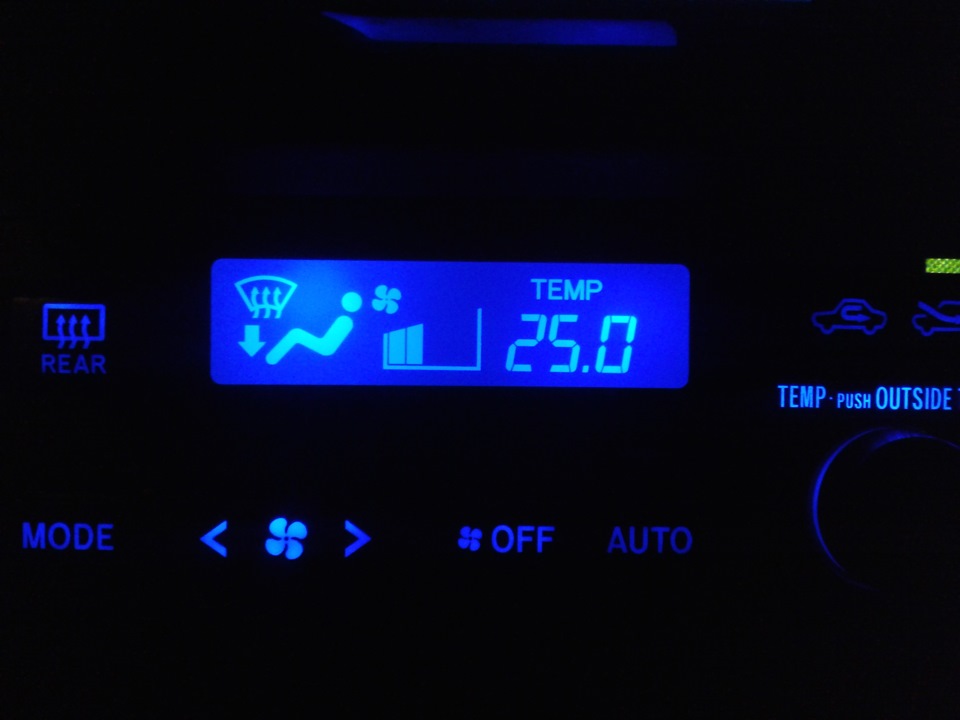 TEMP
25.0
REAR
TEMP·PUSH OUTSIDE
MODE < > OFF AUTO